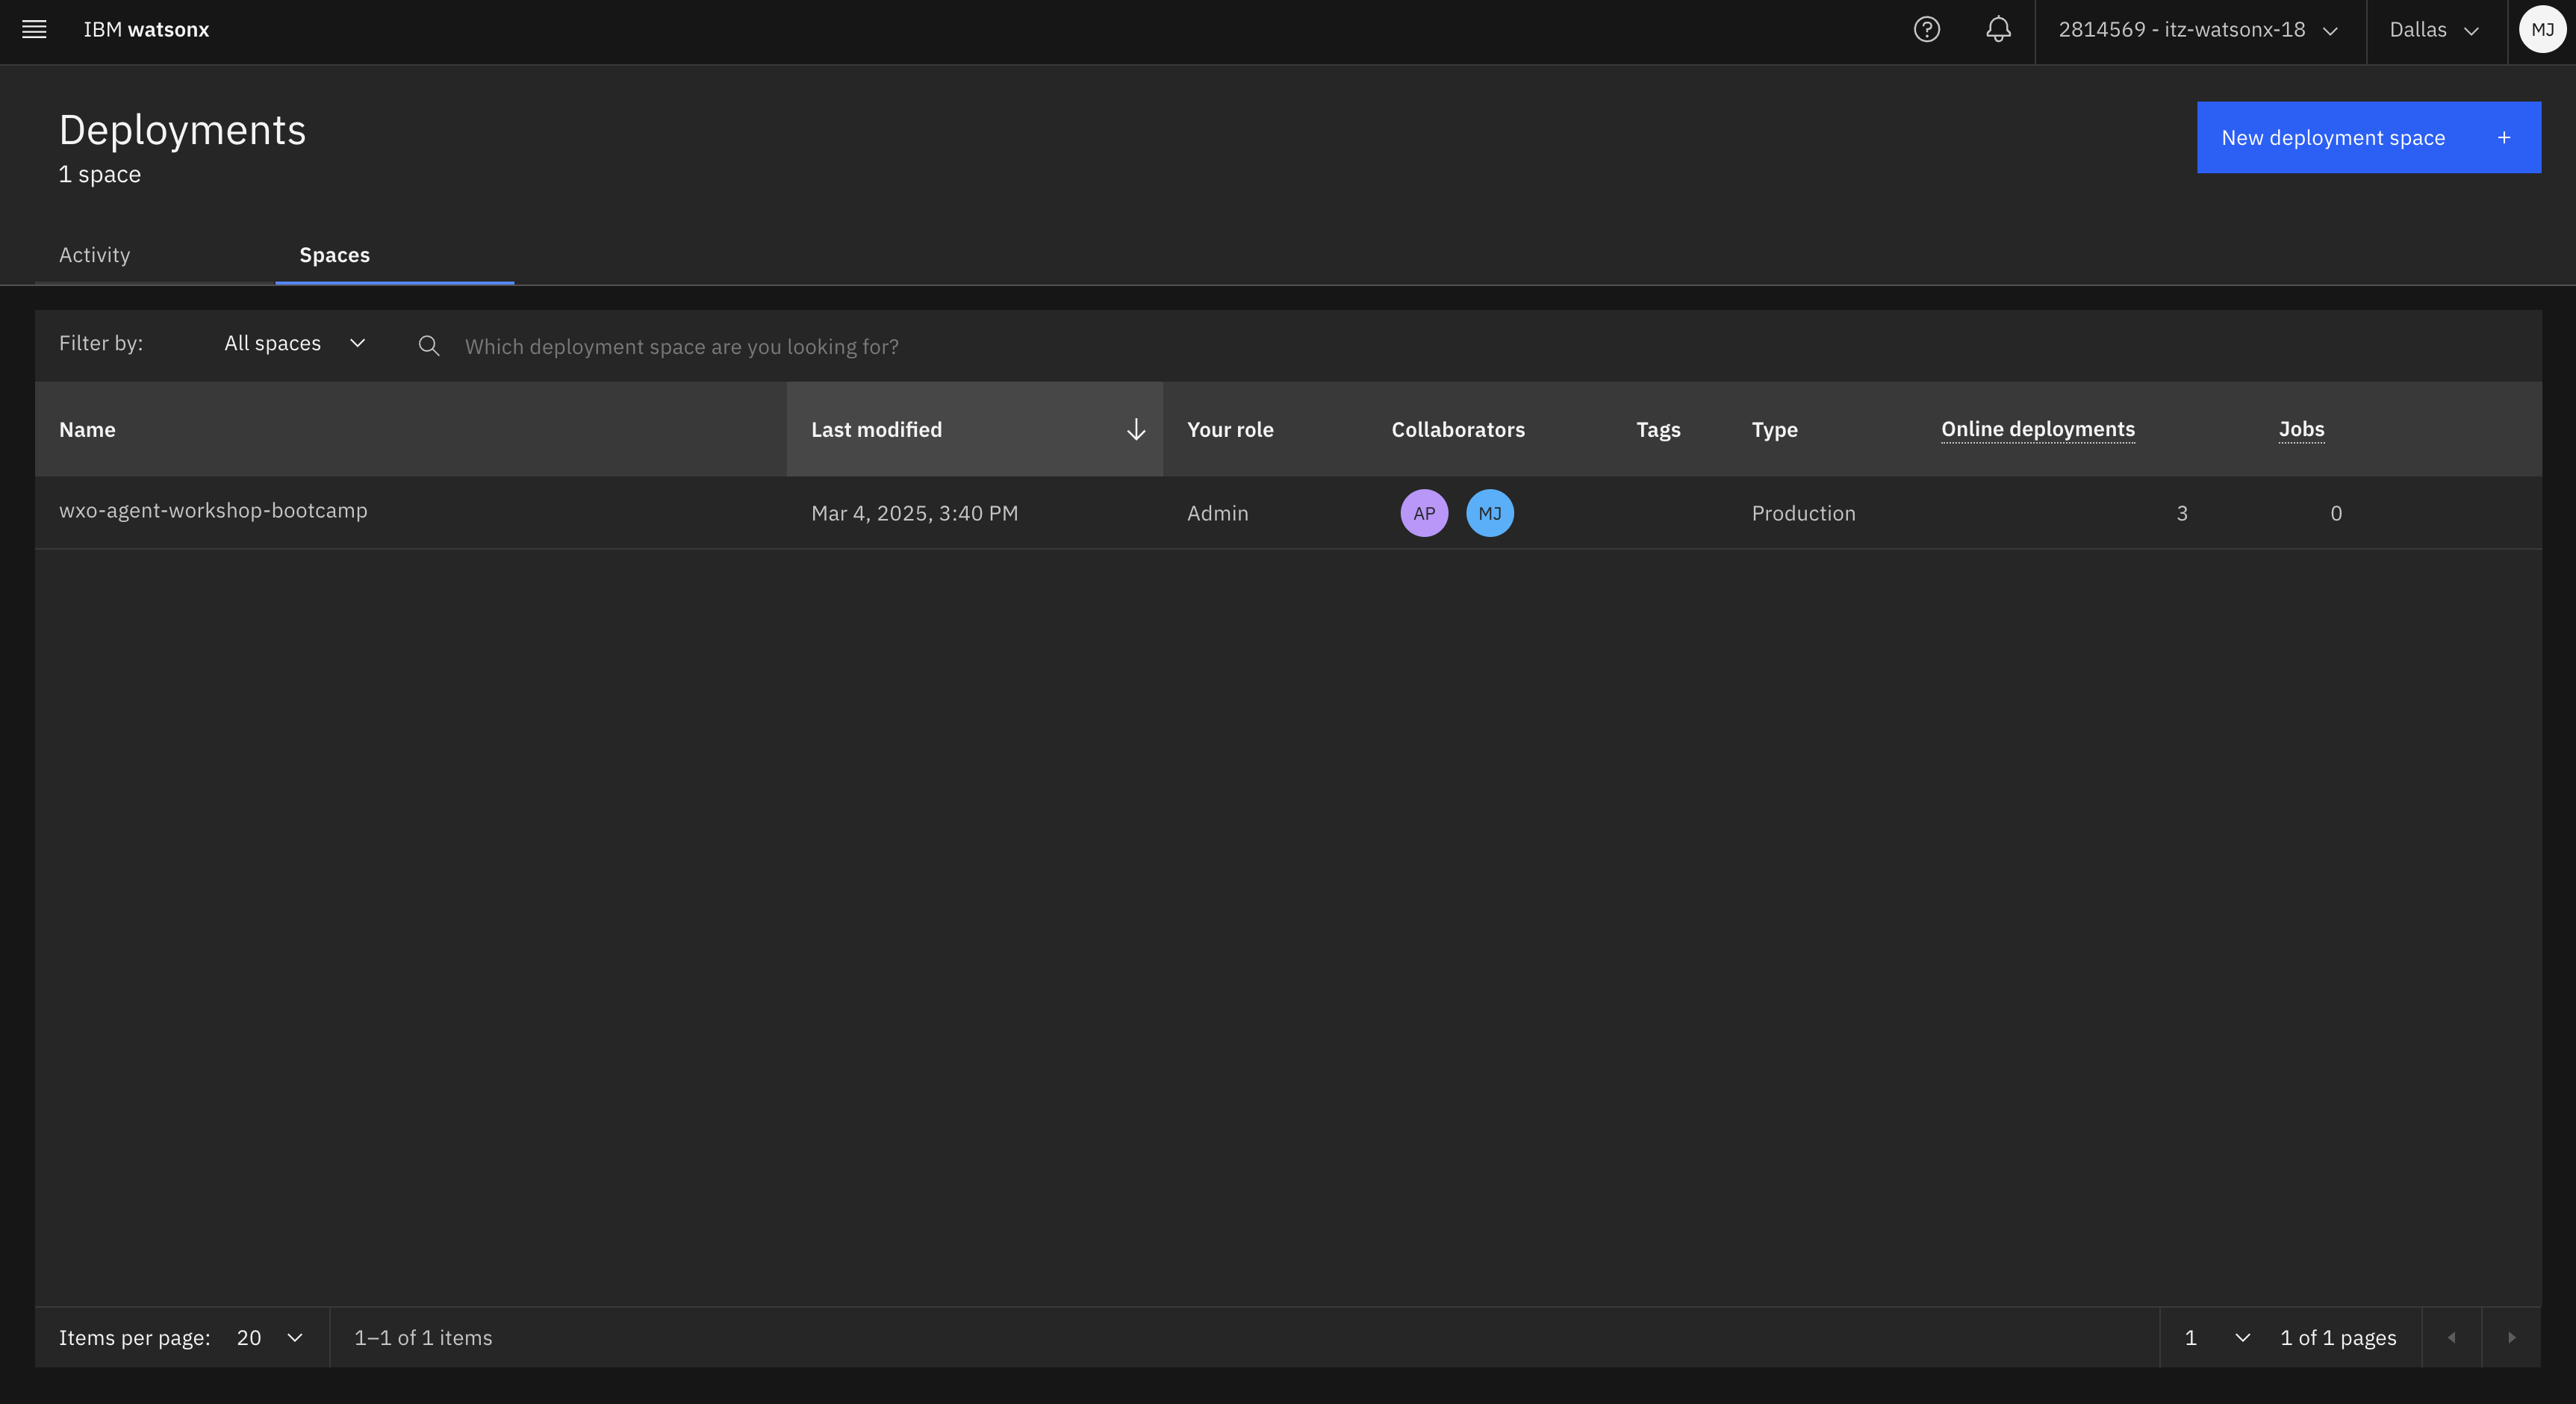 IBM watsonx
2814569 - itz-watsonx-18
Dallas
MJ
Deployments
1 space
New deployment space +
Activity
Spaces
Filter by:
All spaces
Which deployment space are you looking for?
Name
Last modified
Your role
Collaborators
Tags
Type
Online deployments
Jobs
wxo-agent-workshop-bootcamp
Mar 4, 2025, 3:40 PM
Admin
AP
MJ
Production
3
0
Items per page: 20
1–1 of 1 items
1
1 of 1 pages